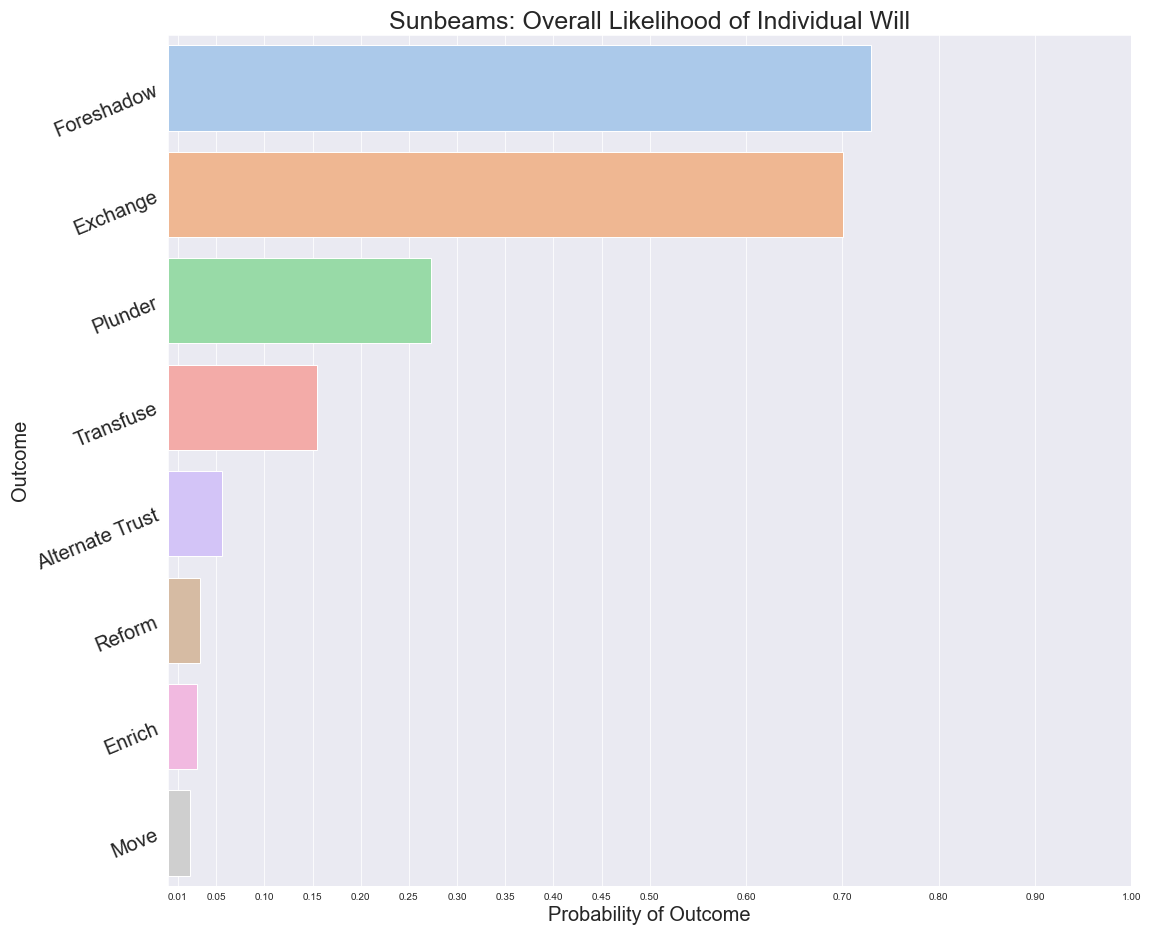 Sunbeams: Overall Likelihood of Individual Will
Foreshadow
Exchange
Plunder
Transfuse
Alternate Trust
Reform
Enrich
Move
Outcome
0.01 0.05 0.10 0.15 0.20 0.25 0.30 0.35 0.40 0.45 0.50 0.60 0.70 0.80 0.90 1.00
Probability of Outcome